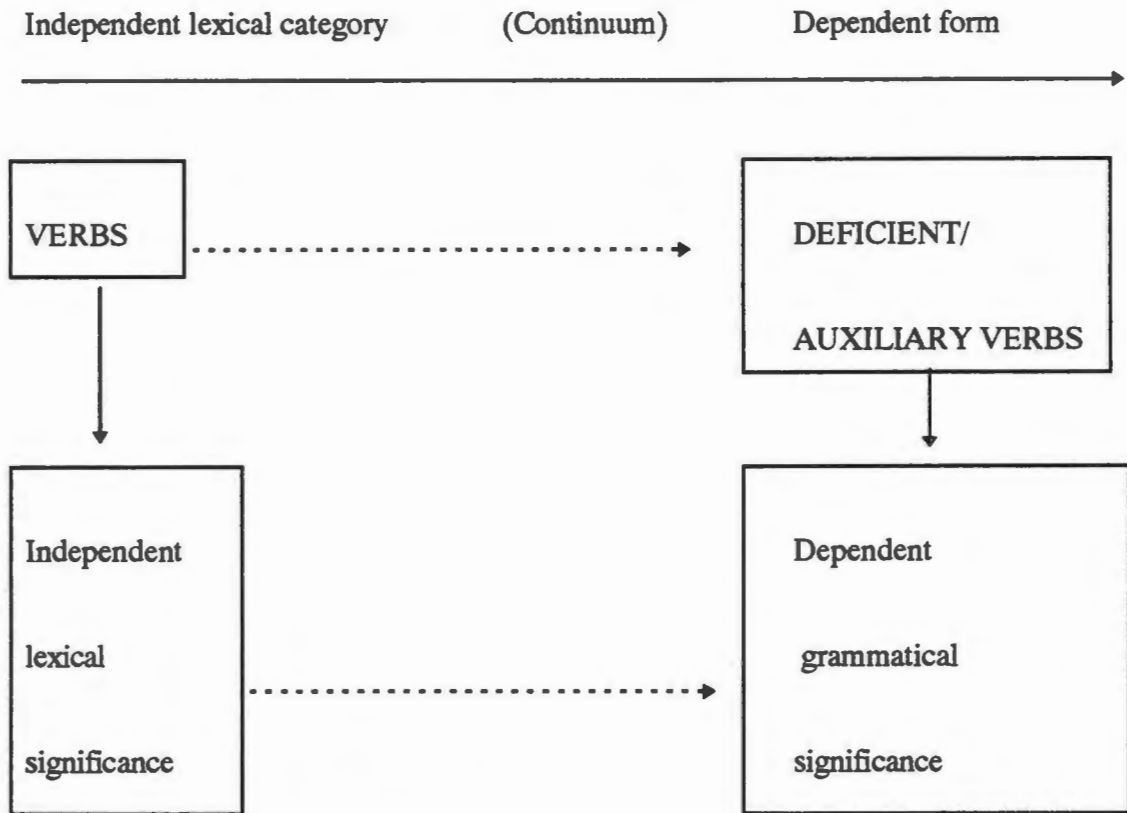 Independent lexical category (Continuum) Dependent form
VERBS
DEFICIENT/
AUXILIARY VERBS
Independent
lexical
significance
Dependent
grammatical
significance